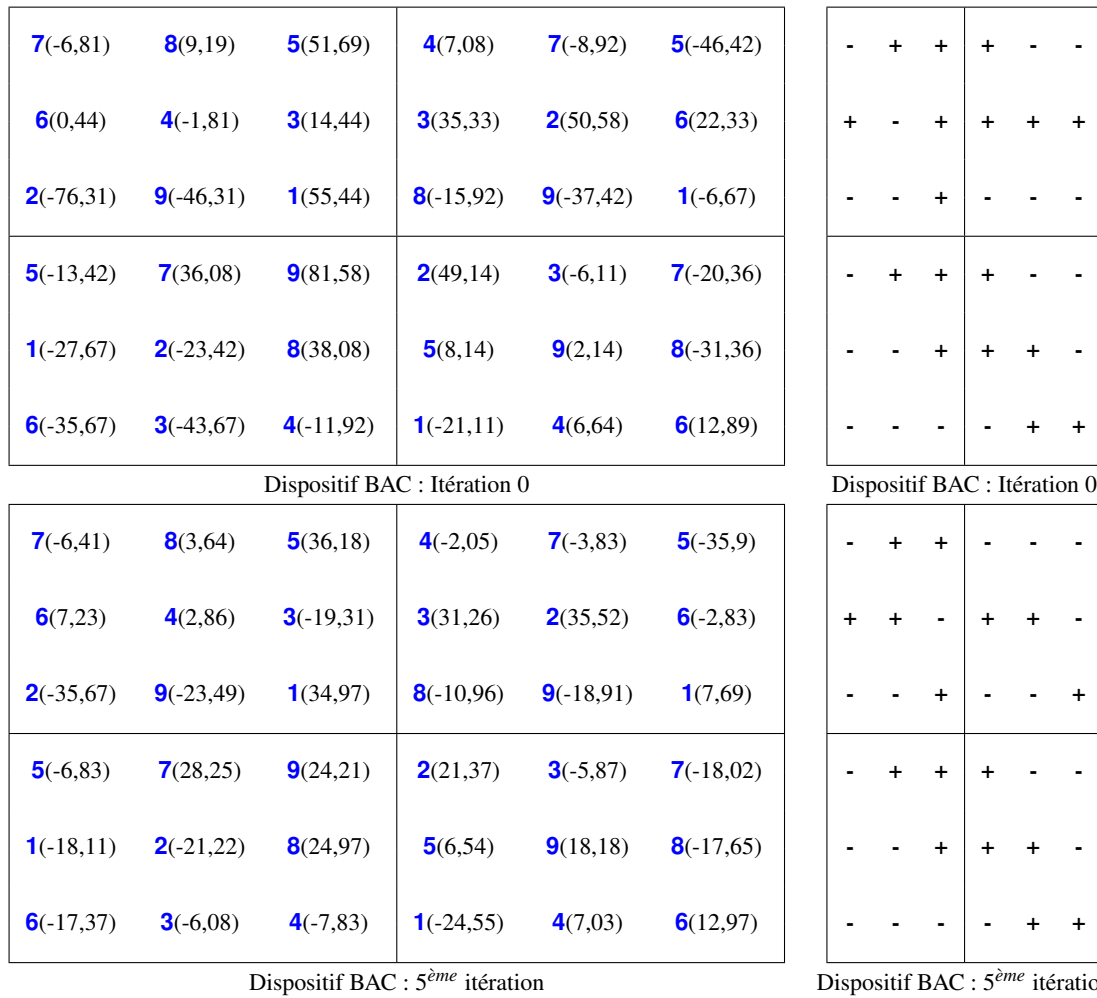 7(-6,81) 8(9,19) 5(51,69) 4(7,08) 7(-8,92) 5(-46,42) - + + + - -
6(0,44) 4(-1,81) 3(14,44) 3(35,33) 2(50,58) 6(22,33) + - + + + +
2(-76,31) 9(-46,31) 1(55,44) 8(-15,92) 9(-37,42) 1(-6,67) - - + - - -
5(-13,42) 7(36,08) 9(81,58) 2(49,14) 3(-6,11) 7(-20,36) - + + + - -
1(-27,67) 2(-23,42) 8(38,08) 5(8,14) 9(2,14) 8(-31,36) - - + + + -
6(-35,67) 3(-43,67) 4(-11,92) 1(-21,11) 4(6,64) 6(12,89) - - - - + +
Dispositif BAC : Itération 0 Dispositif BAC : Itération 0
7(-6,41) 8(3,64) 5(36,18) 4(-2,05) 7(-3,83) 5(-35,9) - + + - - -
6(7,23) 4(2,86) 3(-19,31) 3(31,26) 2(35,52) 6(-2,83) + + - + + -
2(-35,67) 9(-23,49) 1(34,97) 8(-10,96) 9(-18,91) 1(7,69) - - + - - +
5(-6,83) 7(28,25) 9(24,21) 2(21,37) 3(-5,87) 7(-18,02) - + + + - -
1(-18,11) 2(-21,22) 8(24,97) 5(6,54) 9(18,18) 8(-17,65) - - + + + -
6(-17,37) 3(-6,08) 4(-7,83) 1(-24,55) 4(7,03) 6(12,97) - - - - + +
Dispositif BAC : 5ème itération Dispositif BAC : 5ème itératio